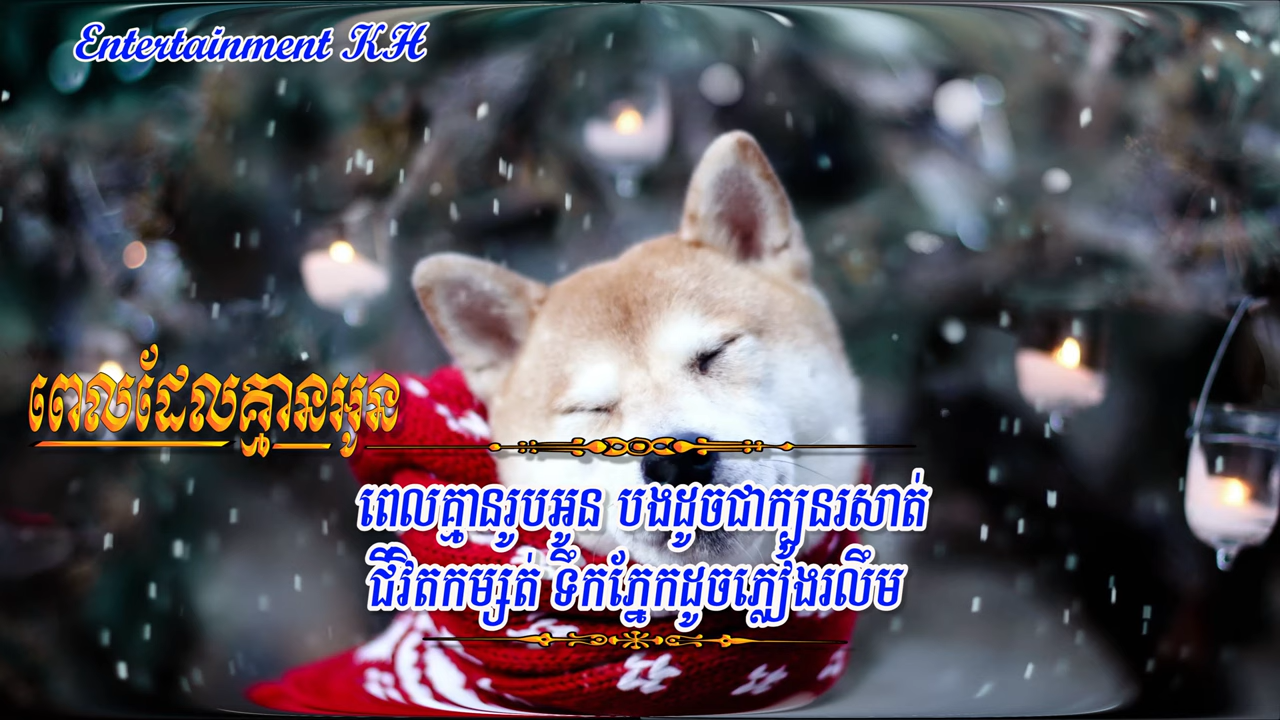 Entertainment KH
ពេលដែលគ្មានអូន
ពេលគ្មានរូបអូន បងដូចជាក្បូនរសាត់
ជីវិតកម្សត់ ទឹកភ្នែកដូចភ្លៀងរលឹម